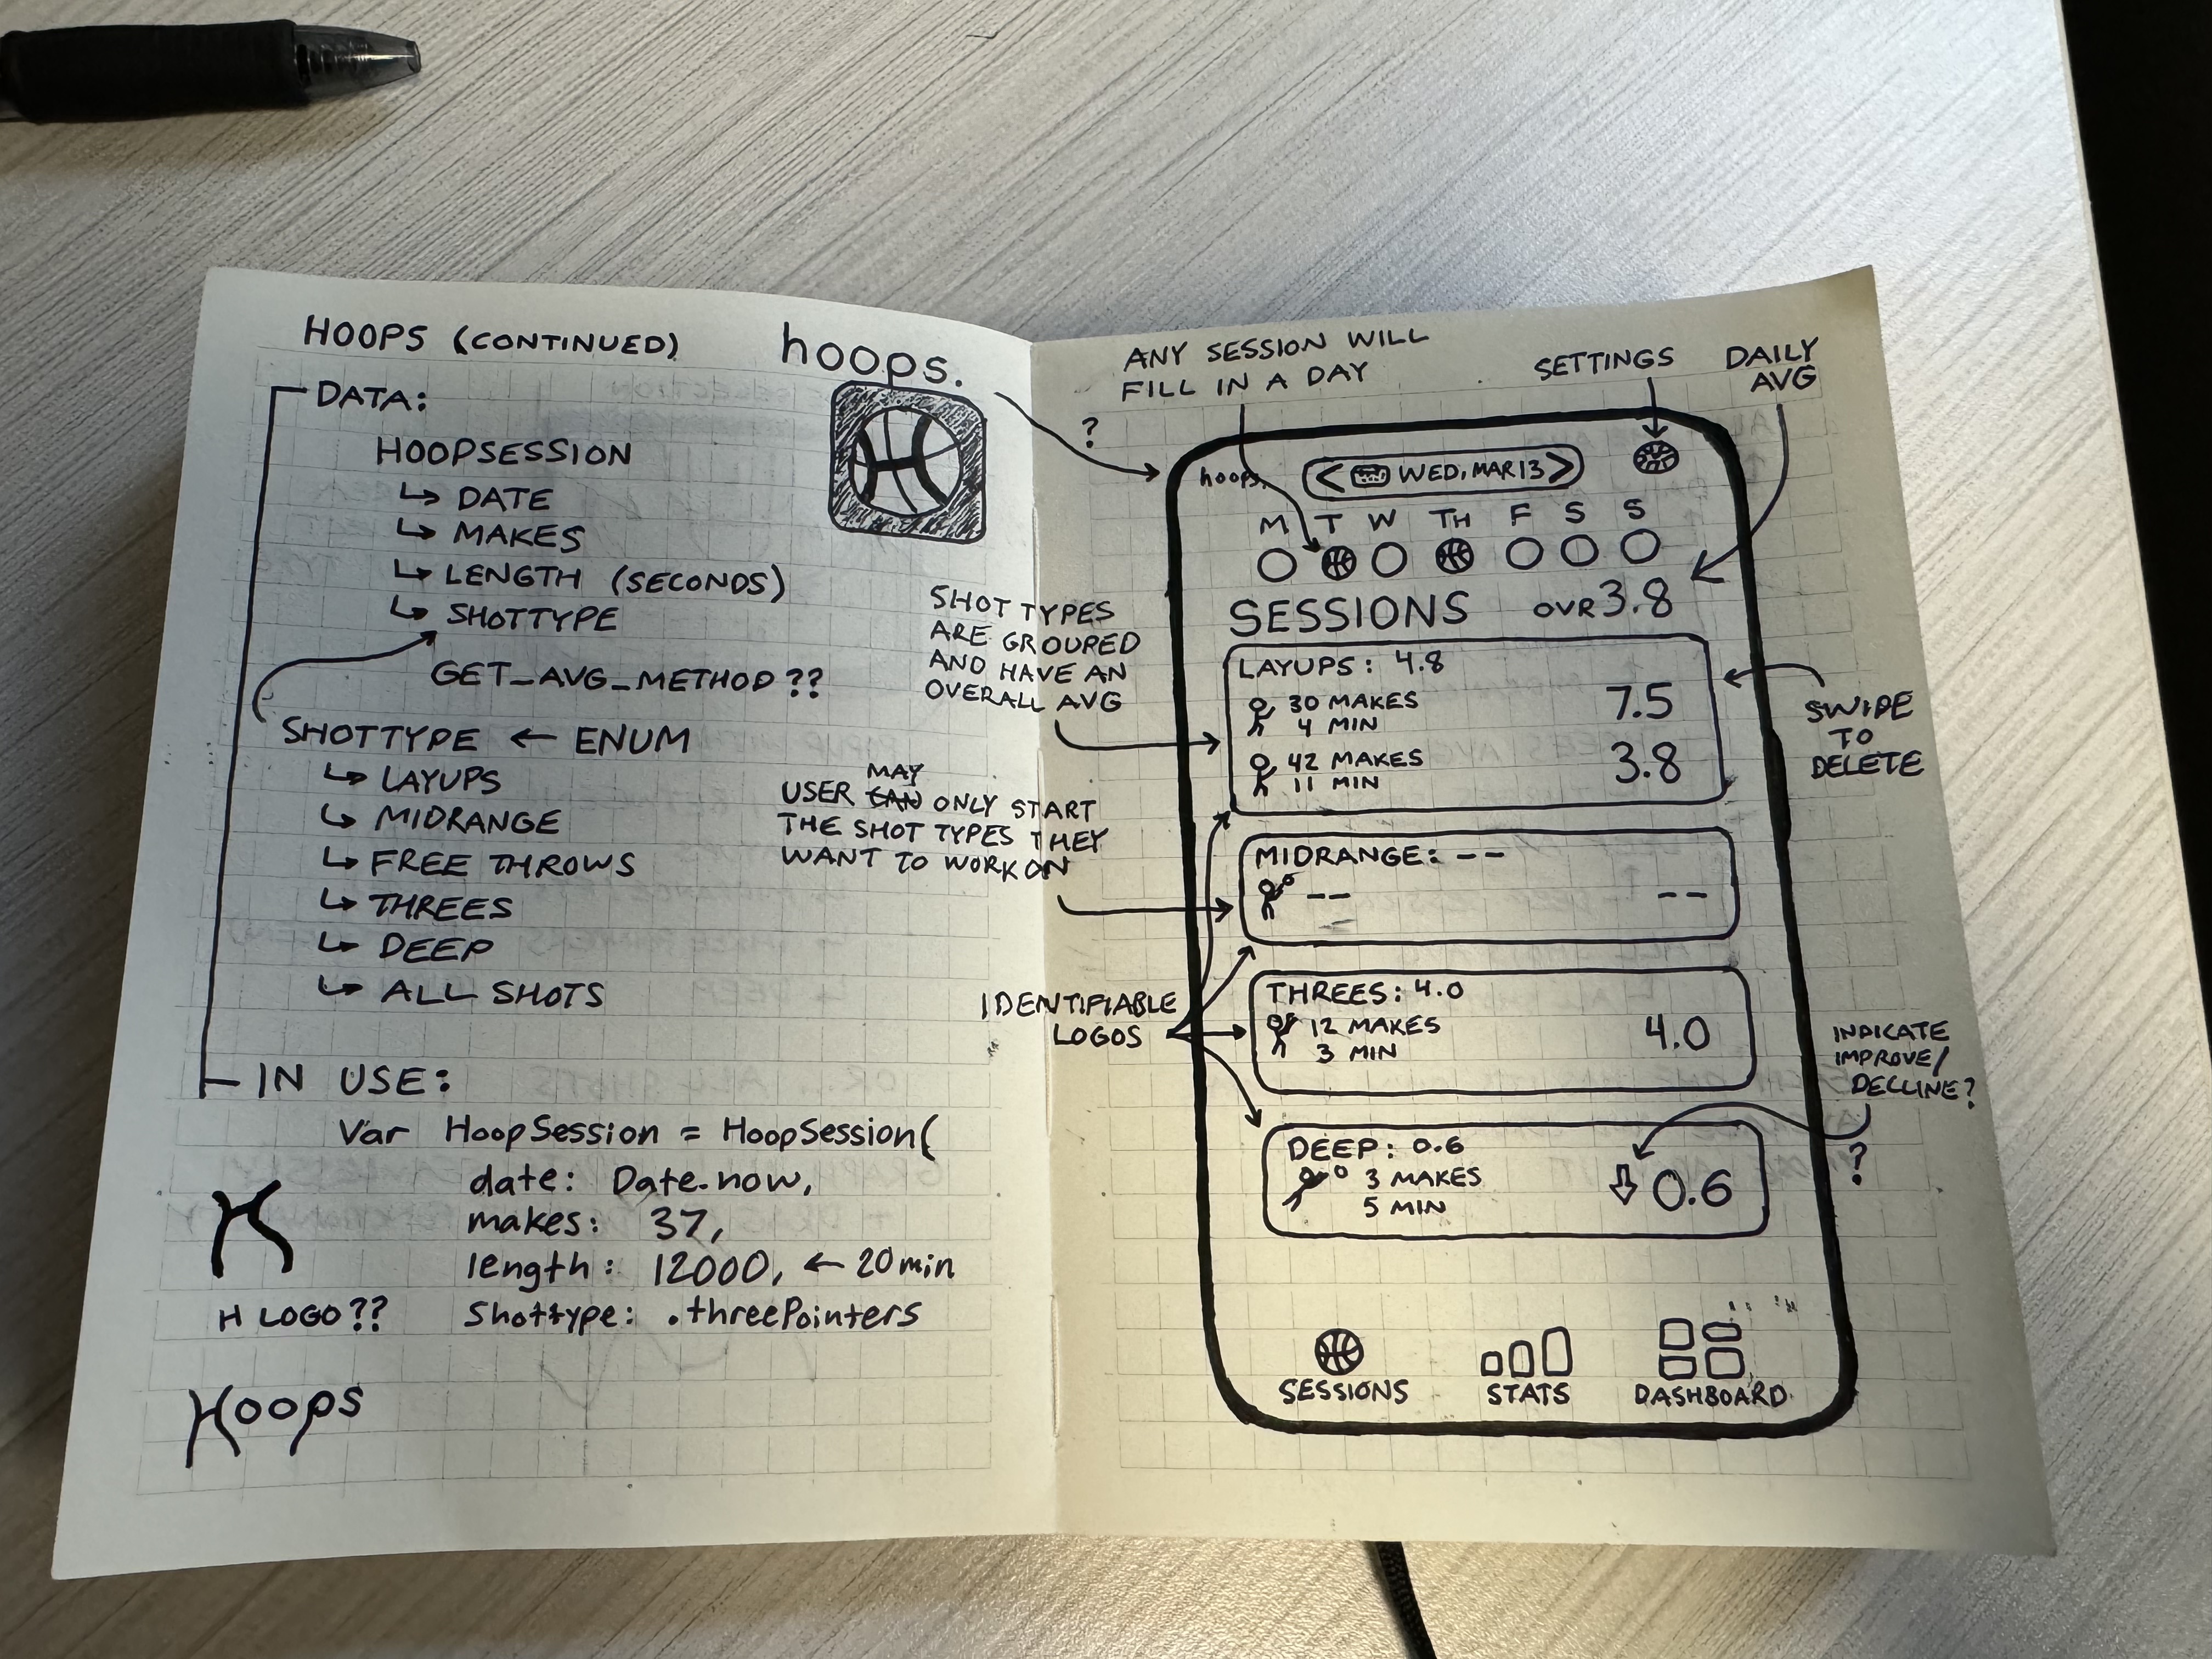 HOOPS (CONTINUED)
hoops.
DATA:
HOOPSESSION
↳ DATE
↳ MAKES
↳ LENGTH (SECONDS)
↳ SHOTTYPE
GET_AVG_METHOD ??
SHOTTYPE ← ENUM
↳ LAYUPS
↳ MIDRANGE
↳ FREE THROWS
↳ THREES
↳ DEEP
↳ ALL SHOTS
IN USE:
Var HoopSession = HoopSession(
date: Date.now,
makes: 37,
length: 12000, ← 20 min
Shottype: .threePointers
H LOGO??
Hoops
?
SHOT TYPES
ARE GROUPED
AND HAVE AN
OVERALL AVG
MAY
USER CAN ONLY START
THE SHOT TYPES THEY
WANT TO WORK ON
IDENTIFIABLE
LOGOS
ANY SESSION WILL
FILL IN A DAY
SETTINGS
DAILY
AVG
hoops.
< WED, MAR 13 >
M T W TH F S S
SESSIONS OVR 3.8
LAYUPS: 4.8
30 MAKES
4 MIN
7.5
42 MAKES
11 MIN
3.8
MIDRANGE: --
-- --
THREES: 4.0
12 MAKES
3 MIN
4.0
DEEP: 0.6
3 MAKES
5 MIN
0.6
SESSIONS STATS DASHBOARD
SWIPE
TO
DELETE
INDICATE
IMPROVE/
DECLINE?
?